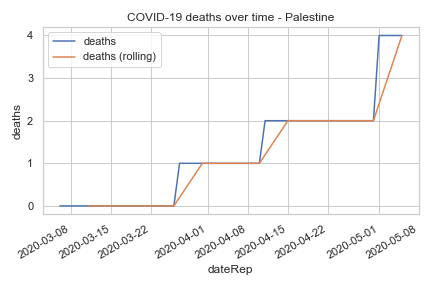 COVID-19 deaths over time - Palestine
deaths
deaths (rolling)
4
3
2
1
0
deaths
2020-03-08
2020-03-15
2020-03-22
2020-04-01
2020-04-08
2020-04-15
2020-04-22
2020-05-01
2020-05-08
dateRep